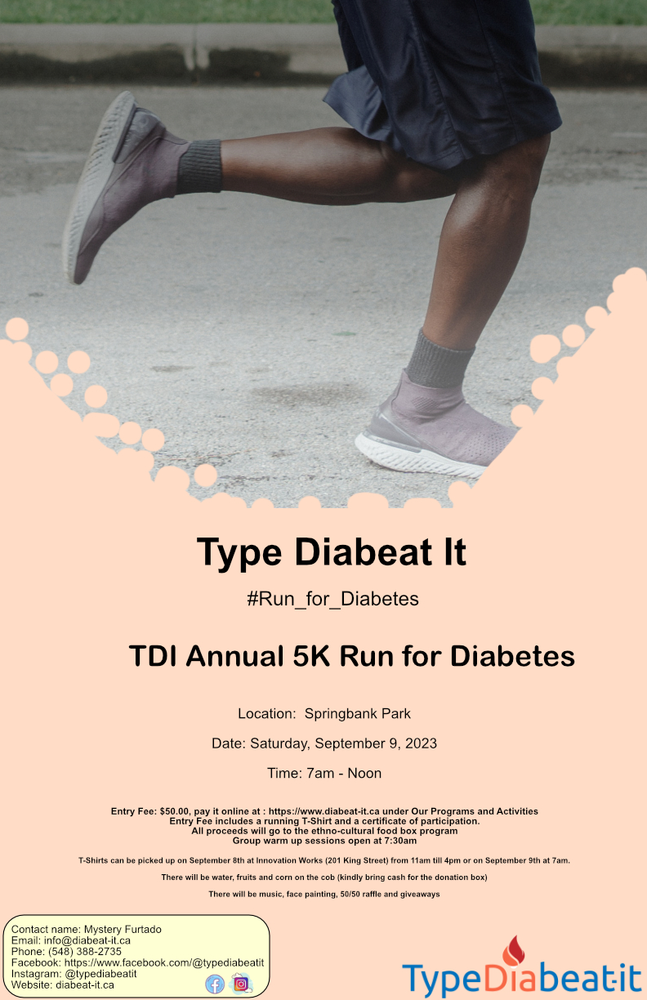 Type Diabeat It
#Run_for_Diabetes
TDI Annual 5K Run for Diabetes
Location:  Springbank Park
Date: Saturday, September 9, 2023
Time: 7am - Noon
Entry Fee: $50.00, pay it online at : https://www.diabeat-it.ca under Our Programs and Activities
Entry Fee includes a running T-Shirt and a certificate of participation.
All proceeds will go to the ethno-cultural food box program
Group warm up sessions open at 7:30am
T-Shirts can be picked up on September 8th at Innovation Works (201 King Street) from 11am till 4pm or on September 9th at 7am.
There will be water, fruits and corn on the cob (kindly bring cash for the donation box)
There will be music, face painting, 50/50 raffle and giveaways
Contact name: Mystery Furtado
Email: info@diabeat-it.ca
Phone: (548) 388-2735
Facebook: https://www.facebook.com/@typediabeatit
Instagram: @typediabeatit
Website: diabeat-it.ca
TypeDiabeat-it